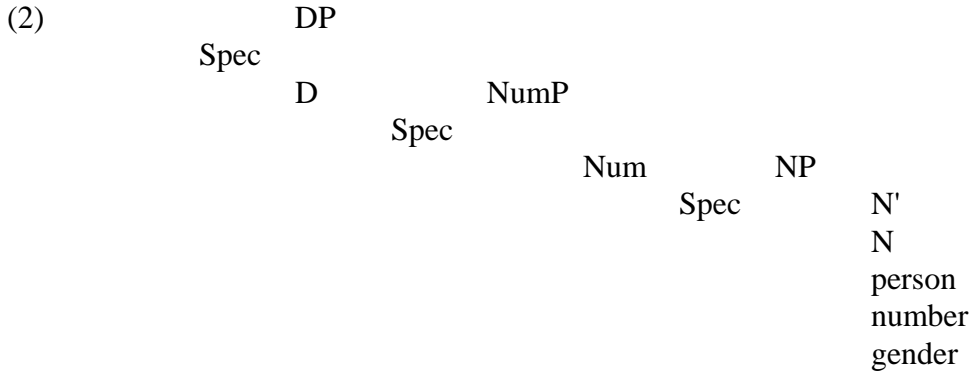 (2) DP
Spec
D NumP
Spec
Num NP
Spec N'
N
person
number
gender